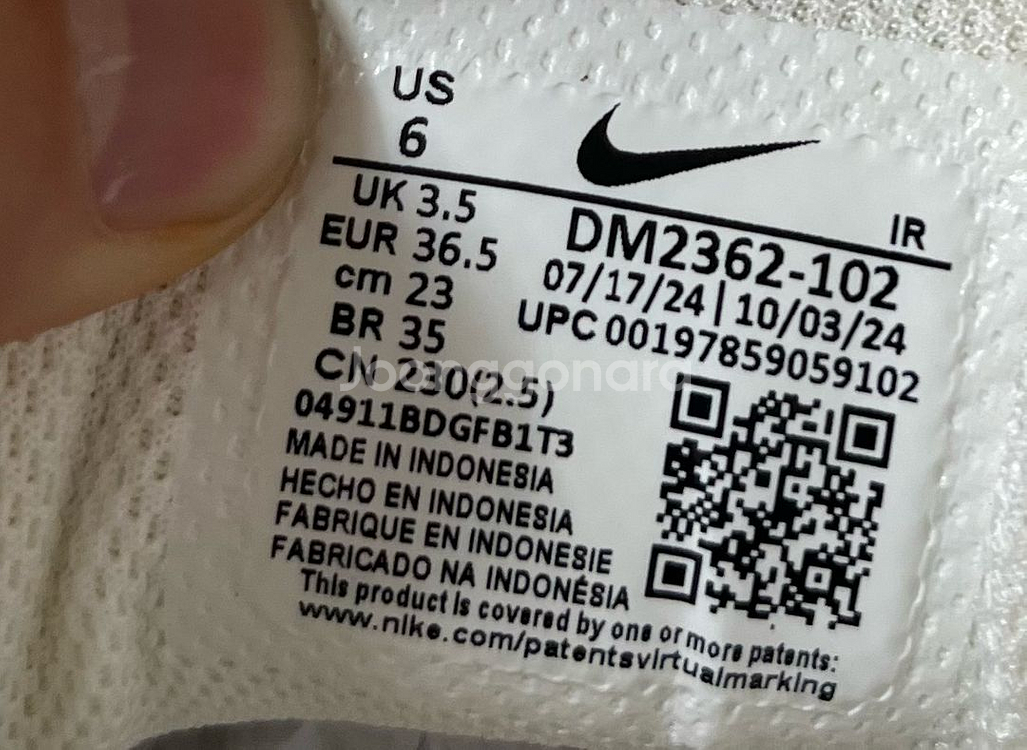 US
6
UK 3.5
EUR 36.5
cm 23
BR 35
CN 230(2.5)
IR
DM2362-102
07/17/24 | 10/03/24
UPC 00197859059102
04911BDGFB1T3
MADE IN INDONESIA
HECHO EN INDONESIA
FABRIQUE EN INDONESIE
FABRICADO NA INDONÉSIA
This product is covered by one or more patents:
www.nike.com/patentsvirtualmarking
Joonggonara